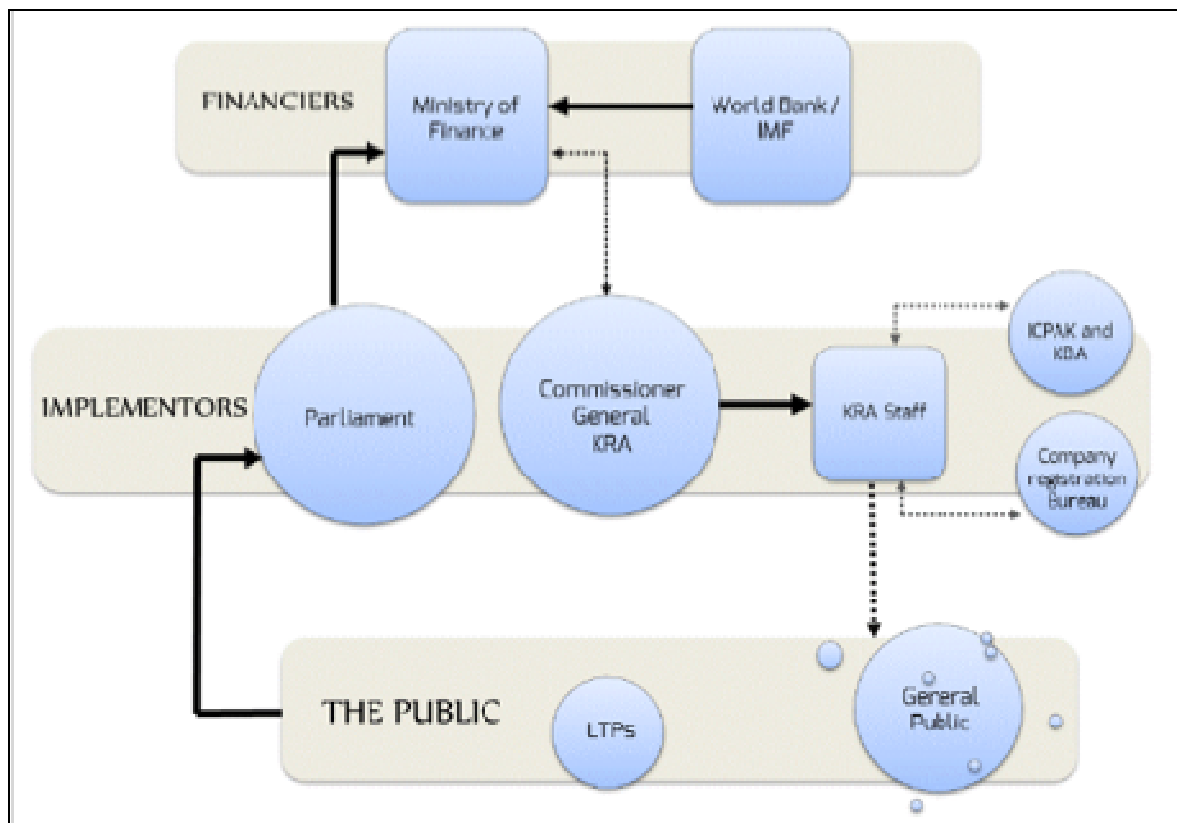 FINANCIERS
Ministry of
Finance
World Bank /
IMF
IMPLEMENTORS
Parliament
Commissioner
General
KRA
KRA Staff
ICPAK and
KBA
Company
registration
Bureau
THE PUBLIC
LTPs
General
Public